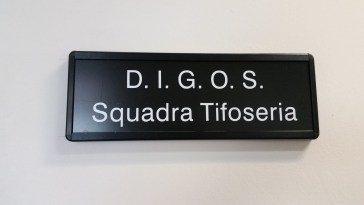 D. I. G. O. S.
Squadra Tifoseria